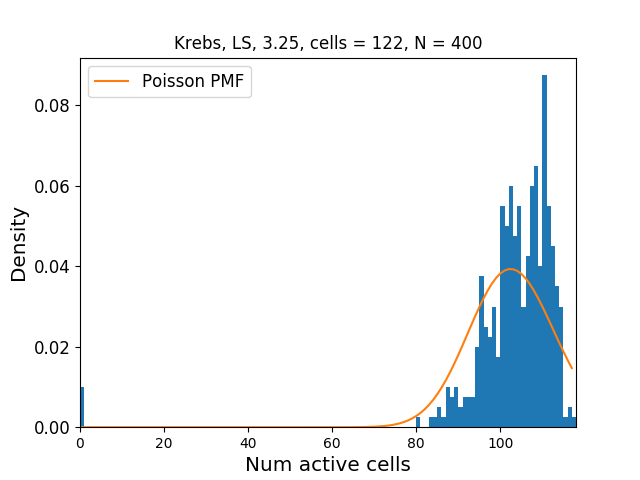 Krebs, LS, 3.25, cells = 122, N = 400
Poisson PMF
0.08
0.06
0.04
0.02
0.00
Density
0 20 40 60 80 100
Num active cells